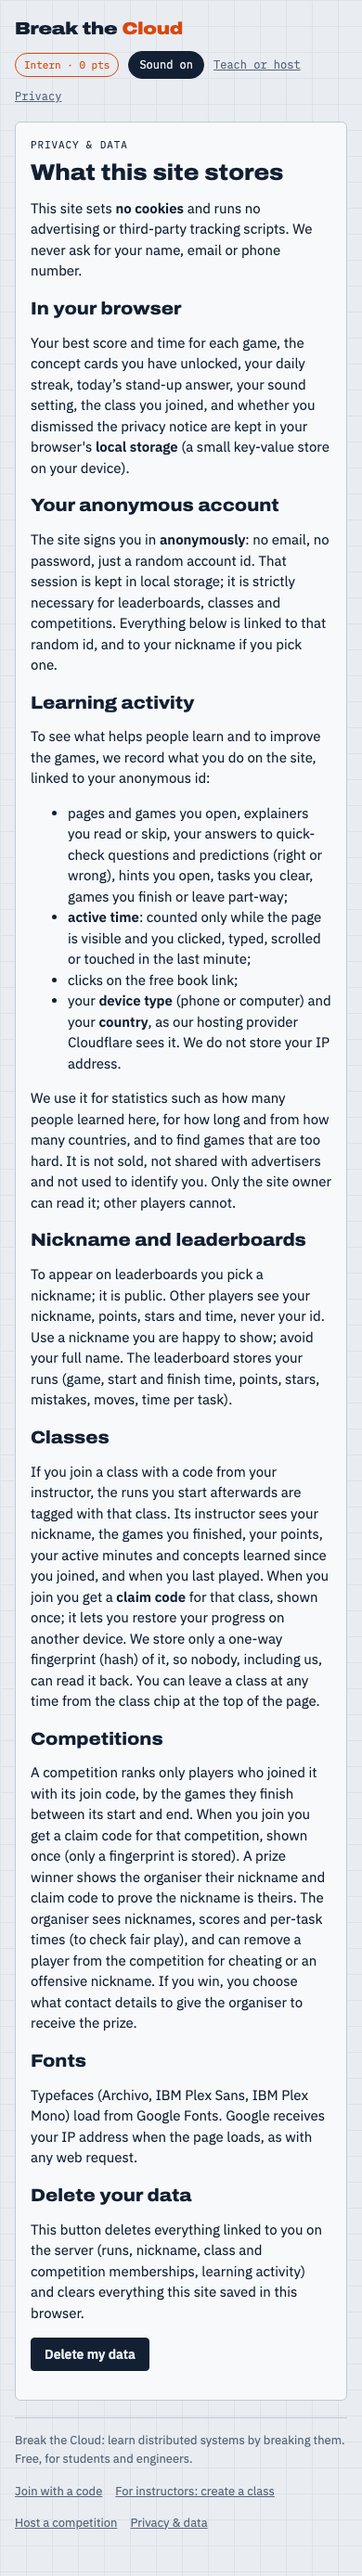 Break the Cloud
Intern · 0 pts
Sound on
Teach or host
Privacy
PRIVACY & DATA
What this site stores
This site sets no cookies and runs no
advertising or third-party tracking scripts. We
never ask for your name, email or phone
number.
In your browser
Your best score and time for each game, the
concept cards you have unlocked, your daily
streak, today’s stand-up answer, your sound
setting, the class you joined, and whether you
dismissed the privacy notice are kept in your
browser's local storage (a small key-value store
on your device).
Your anonymous account
The site signs you in anonymously: no email, no
password, just a random account id. That
session is kept in local storage; it is strictly
necessary for leaderboards, classes and
competitions. Everything below is linked to that
random id, and to your nickname if you pick
one.
Learning activity
To see what helps people learn and to improve
the games, we record what you do on the site,
linked to your anonymous id:
• pages and games you open, explainers
you read or skip, your answers to quick-
check questions and predictions (right or
wrong), hints you open, tasks you clear,
games you finish or leave part-way;
• active time: counted only while the page
is visible and you clicked, typed, scrolled
or touched in the last minute;
• clicks on the free book link;
• your device type (phone or computer) and
your country, as our hosting provider
Cloudflare sees it. We do not store your IP
address.
We use it for statistics such as how many
people learned here, for how long and from how
many countries, and to find games that are too
hard. It is not sold, not shared with advertisers
and not used to identify you. Only the site owner
can read it; other players cannot.
Nickname and leaderboards
To appear on leaderboards you pick a
nickname; it is public. Other players see your
nickname, points, stars and time, never your id.
Use a nickname you are happy to show; avoid
your full name. The leaderboard stores your
runs (game, start and finish time, points, stars,
mistakes, moves, time per task).
Classes
If you join a class with a code from your
instructor, the runs you start afterwards are
tagged with that class. Its instructor sees your
nickname, the games you finished, your points,
your active minutes and concepts learned since
you joined, and when you last played. When you
join you get a claim code for that class, shown
once; it lets you restore your progress on
another device. We store only a one-way
fingerprint (hash) of it, so nobody, including us,
can read it back. You can leave a class at any
time from the class chip at the top of the page.
Competitions
A competition ranks only players who joined it
with its join code, by the games they finish
between its start and end. When you join you
get a claim code for that competition, shown
once (only a fingerprint is stored). A prize
winner shows the organiser their nickname and
claim code to prove the nickname is theirs. The
organiser sees nicknames, scores and per-task
times (to check fair play), and can remove a
player from the competition for cheating or an
offensive nickname. If you win, you choose
what contact details to give the organiser to
receive the prize.
Fonts
Typefaces (Archivo, IBM Plex Sans, IBM Plex
Mono) load from Google Fonts. Google receives
your IP address when the page loads, as with
any web request.
Delete your data
This button deletes everything linked to you on
the server (runs, nickname, class and
competition memberships, learning activity)
and clears everything this site saved in this
browser.
Delete my data
Break the Cloud: learn distributed systems by breaking them.
Free, for students and engineers.
Join with a code
For instructors: create a class
Host a competition
Privacy & data